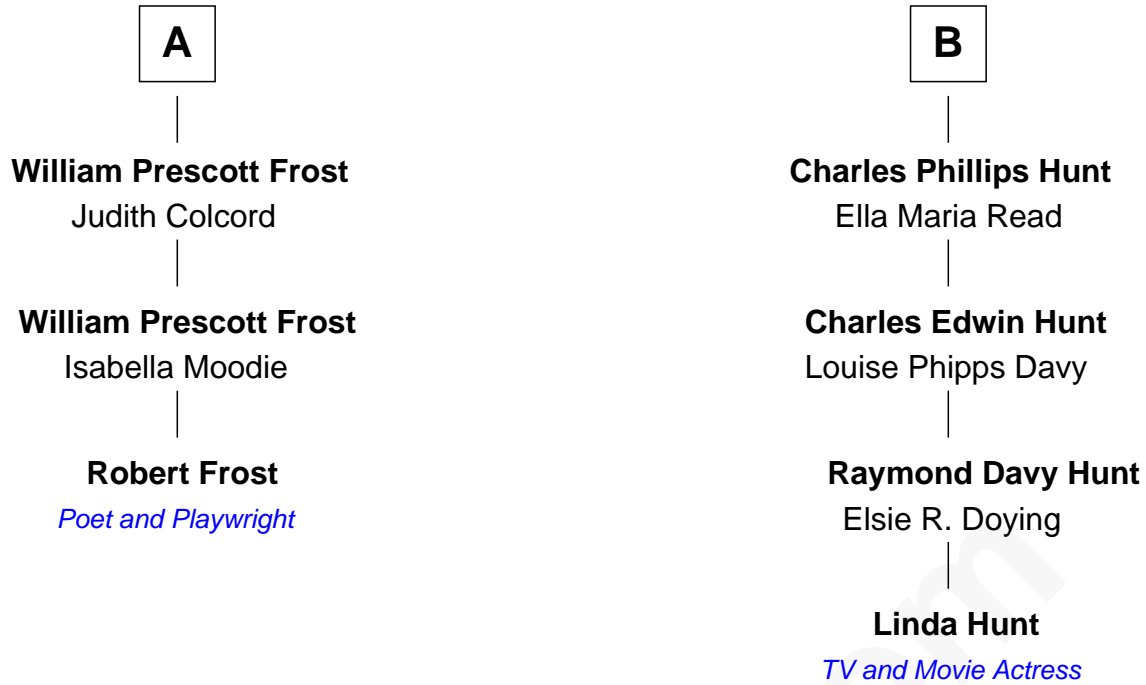 A
William Prescott Frost
Judith Colcord
William Prescott Frost
Isabella Moodie
Robert Frost
Poet and Playwright
B
Charles Phillips Hunt
Ella Maria Read
Charles Edwin Hunt
Louise Phipps Davy
Raymond Davy Hunt
Elsie R. Doying
Linda Hunt
TV and Movie Actress